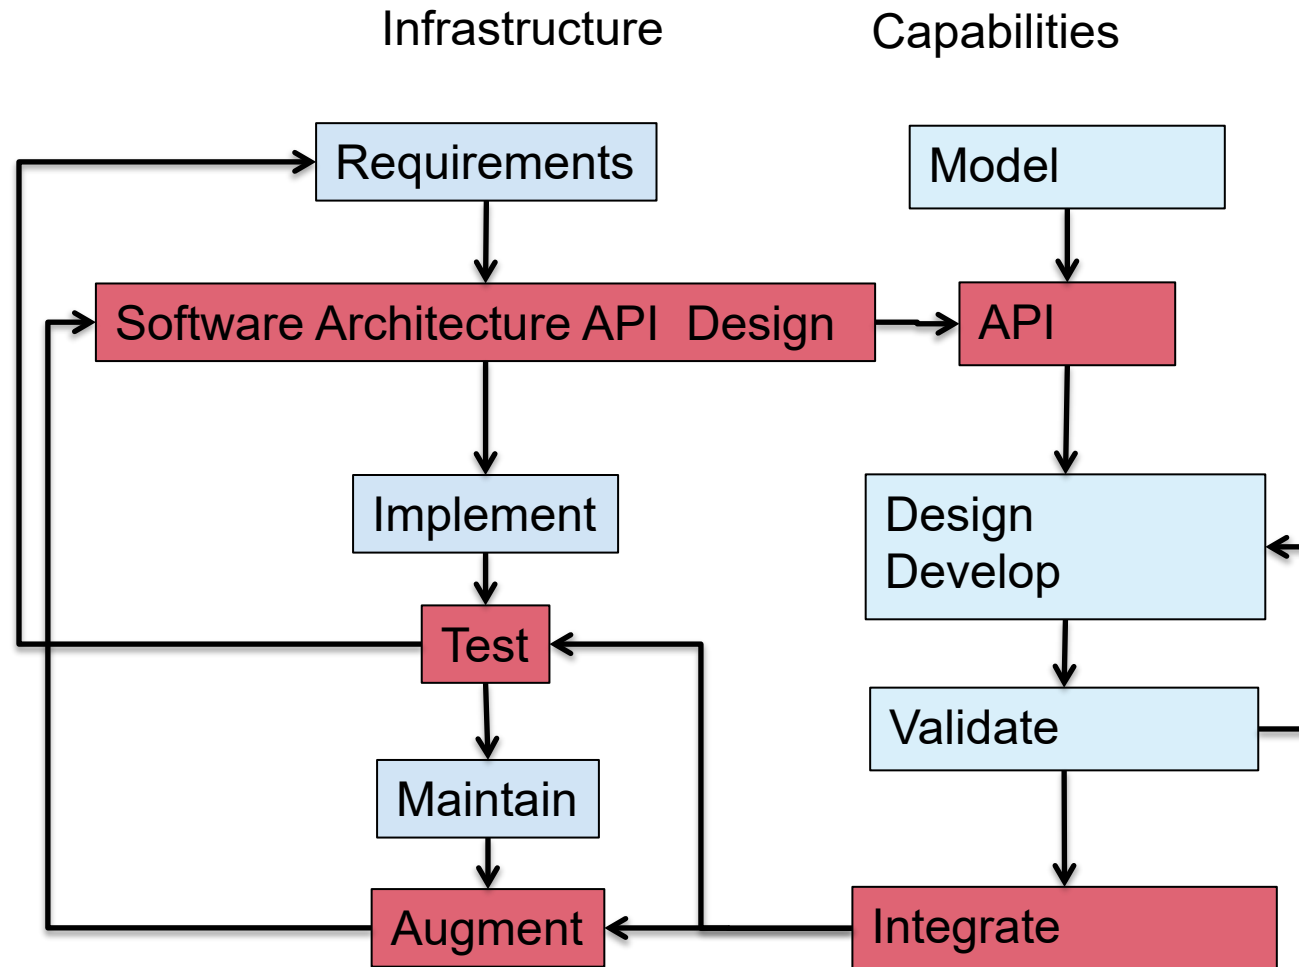 Infrastructure
Capabilities
Requirements
Model
Software Architecture API  Design
API
Implement
Design
Develop
Test
Validate
Maintain
Augment
Integrate